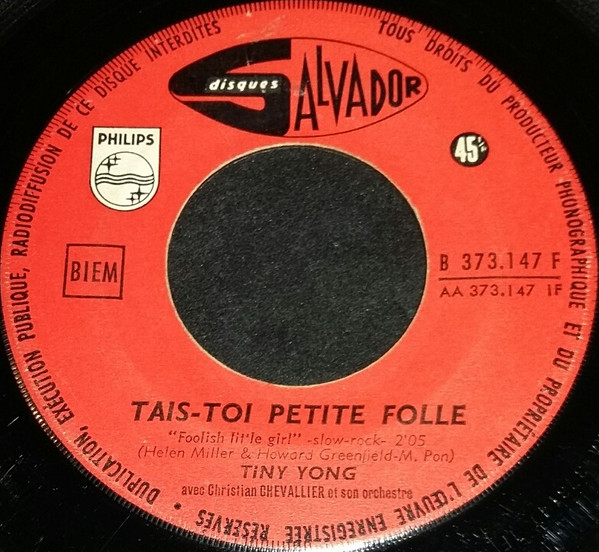 DUPLICATION, EXÉCUTION PUBLIQUE, RADIODIFFUSION DE CE DISQUE INTERDITES
TOUS DROITS DU PRODUCTEUR PHONOGRAPHIQUE ET DU PROPRIÉTAIRE DE L'ŒUVRE ENREGISTRÉE RÉSERVÉS •
disques
SALVADOR
PHILIPS
45 t/m
BIEM
B 373.147 F
AA 373.147 1F
TAIS-TOI PETITE FOLLE
"Foolish little girl" -slow-rock- 2'05
(Helen Miller & Howard Greenfield-M. Pon)
TINY YONG
avec Christian CHEVALLIER et son orchestre